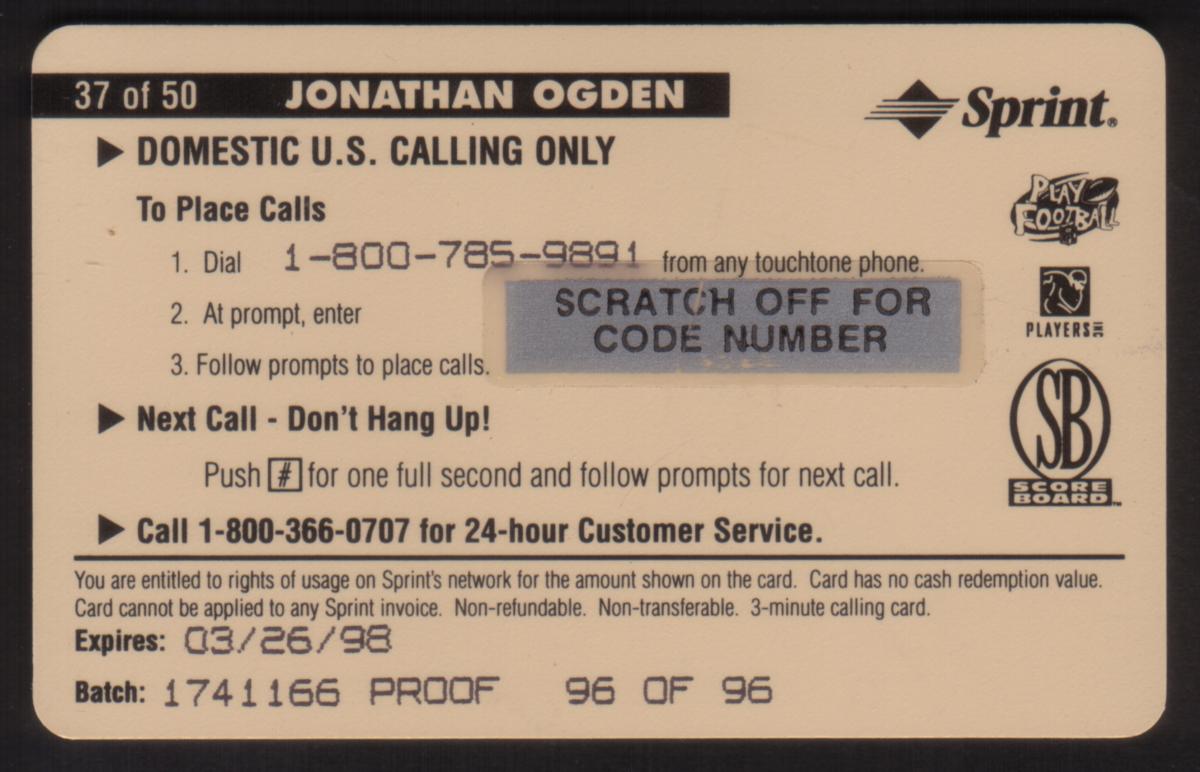 37 of 50 JONATHAN OGDEN
Sprint®
▶ DOMESTIC U.S. CALLING ONLY
To Place Calls
PLAY FOOTBALL
1. Dial 1-800-785-9891 from any touchtone phone.
2. At prompt, enter
SCRATCH OFF FOR
CODE NUMBER
PLAYERS INC
3. Follow prompts to place calls.
▶ Next Call - Don't Hang Up!
SB
SCORE
BOARD™
Push # for one full second and follow prompts for next call.
▶ Call 1-800-366-0707 for 24-hour Customer Service.
You are entitled to rights of usage on Sprint's network for the amount shown on the card. Card has no cash redemption value.
Card cannot be applied to any Sprint invoice. Non-refundable. Non-transferable. 3-minute calling card.
Expires: 03/26/98
Batch: 1741166 PROOF 96 OF 96